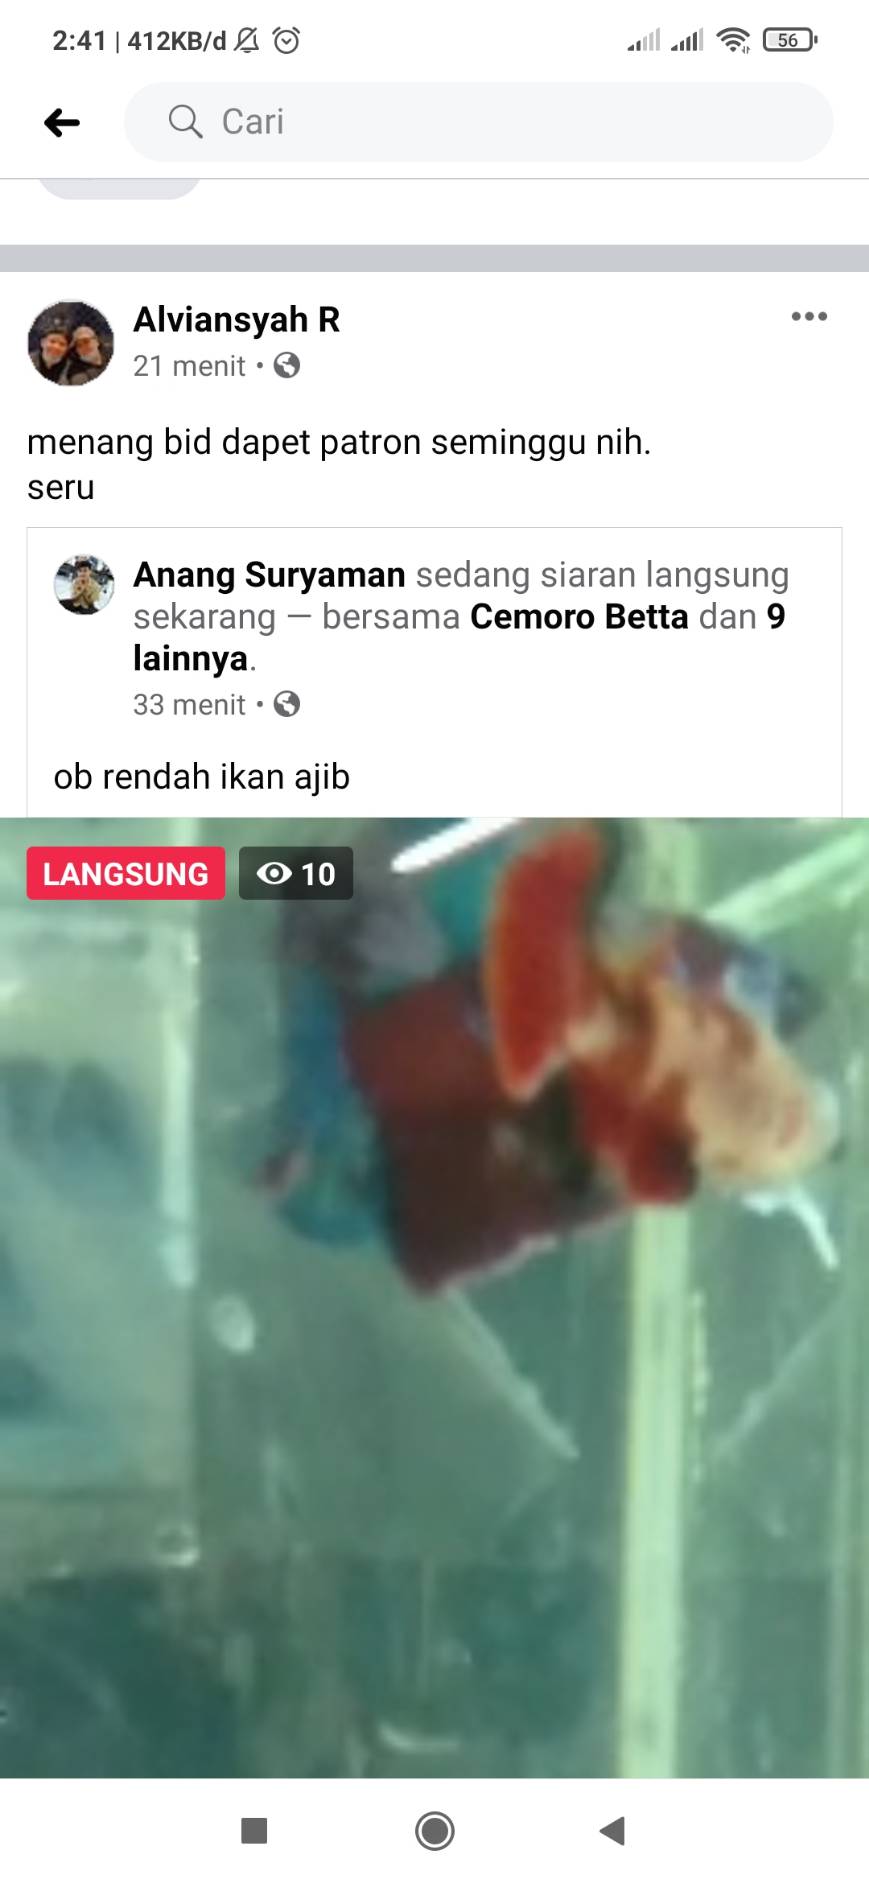 2:41 | 412KB/d
56
Cari
Alviansyah R
21 menit •
menang bid dapet patron seminggu nih.
seru
Anang Suryaman sedang siaran langsung
sekarang — bersama Cemoro Betta dan 9
lainnya.
33 menit •
ob rendah ikan ajib
LANGSUNG 10